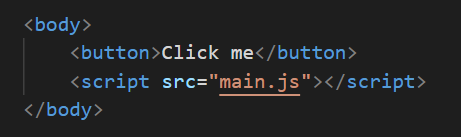 <body>
    <button>Click me</button>
    <script src="main.js"></script>
</body>